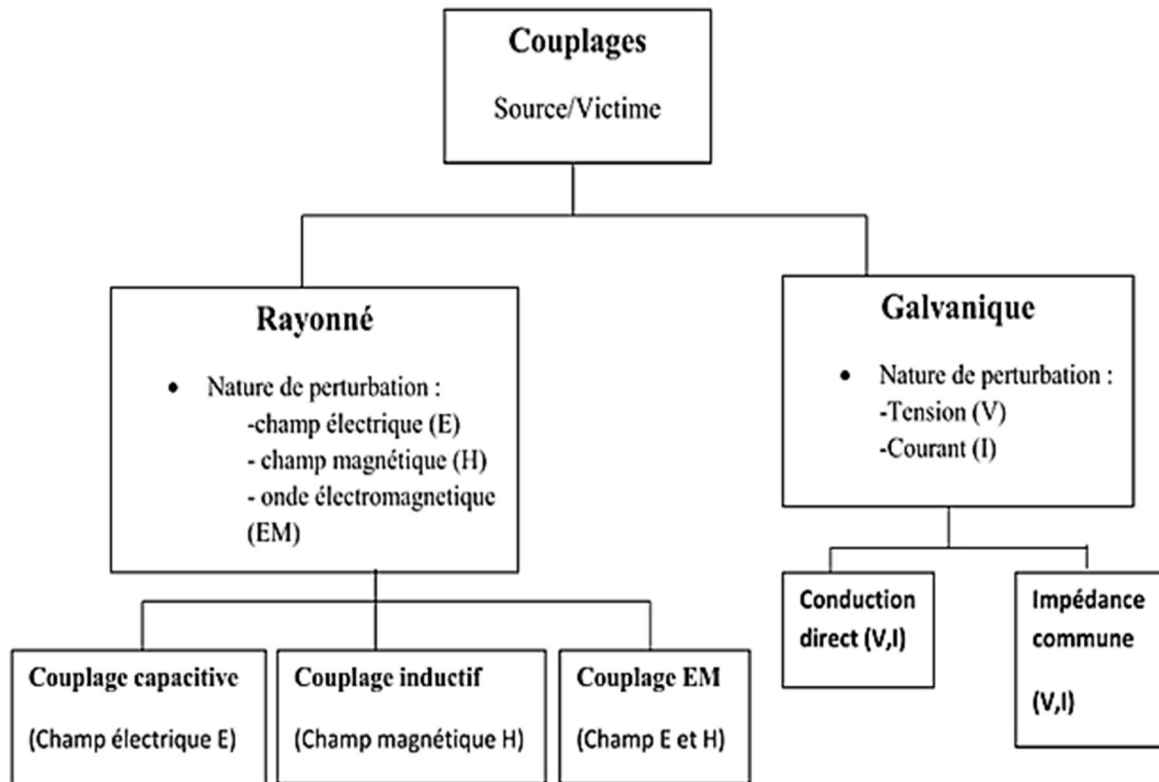 Couplages
Source/Victime
Rayonné
• Nature de perturbation :
-champ électrique (E)
- champ magnétique (H)
- onde électromagnetique
(EM)
Galvanique
• Nature de perturbation :
-Tension (V)
-Courant (I)
Couplage capacitive
(Champ électrique E)
Couplage inductif
(Champ magnétique H)
Couplage EM
(Champ E et H)
Conduction
direct (V,I)
Impédance
commune
(V,I)